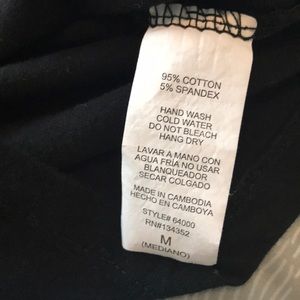 95% COTTON
5% SPANDEX
HAND WASH
COLD WATER
DO NOT BLEACH
HANG DRY
LAVAR A MANO CON
AGUA FRÍA NO USAR
BLANQUEADOR
SECAR COLGADO
MADE IN CAMBODIA
HECHO EN CAMBOYA
STYLE# 64000
RN#134352
M
(MEDIANO)